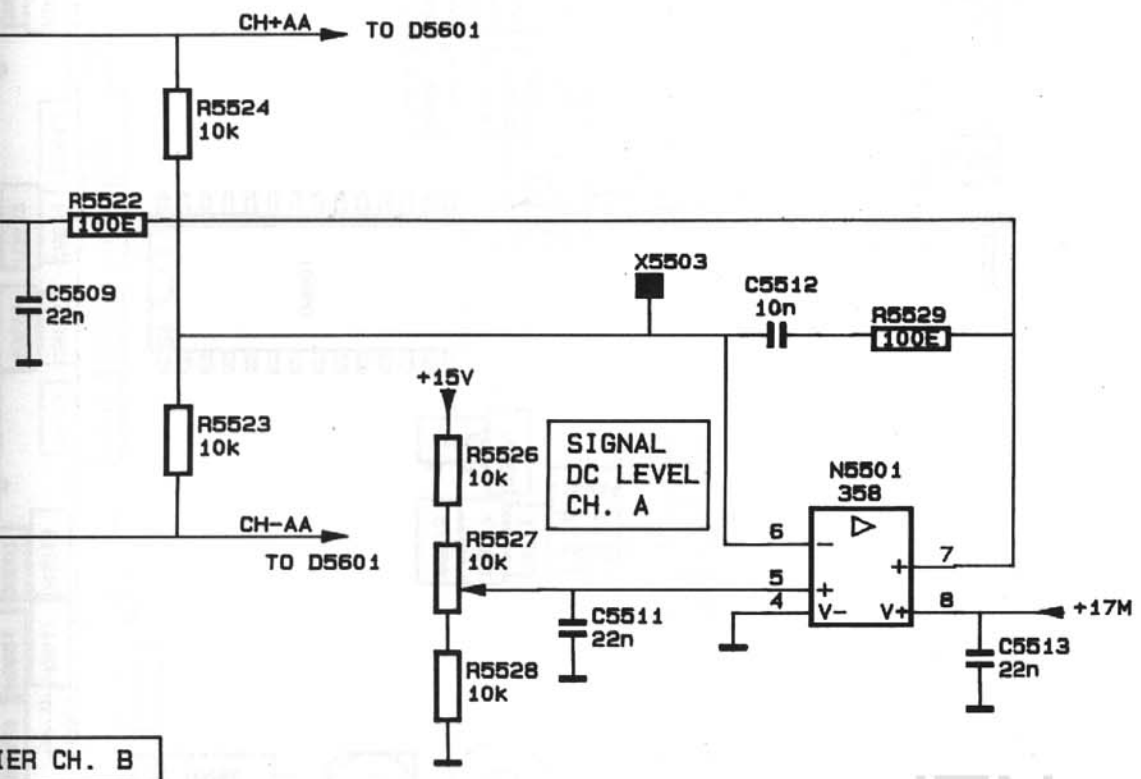 CH+AA
TO D5601
R5524
10k
R5522
100E
C5509
22n
X5503
C5512
10n
R5529
100E
+15V
R5523
10k
R5526
10k
SIGNAL
DC LEVEL
CH. A
N5501
358
CH-AA
TO D5601
R5527
10k
6
-
5
+
4
V-
+
7
V+
8
+17M
C5511
22n
C5513
22n
R5528
10k
IER CH. B